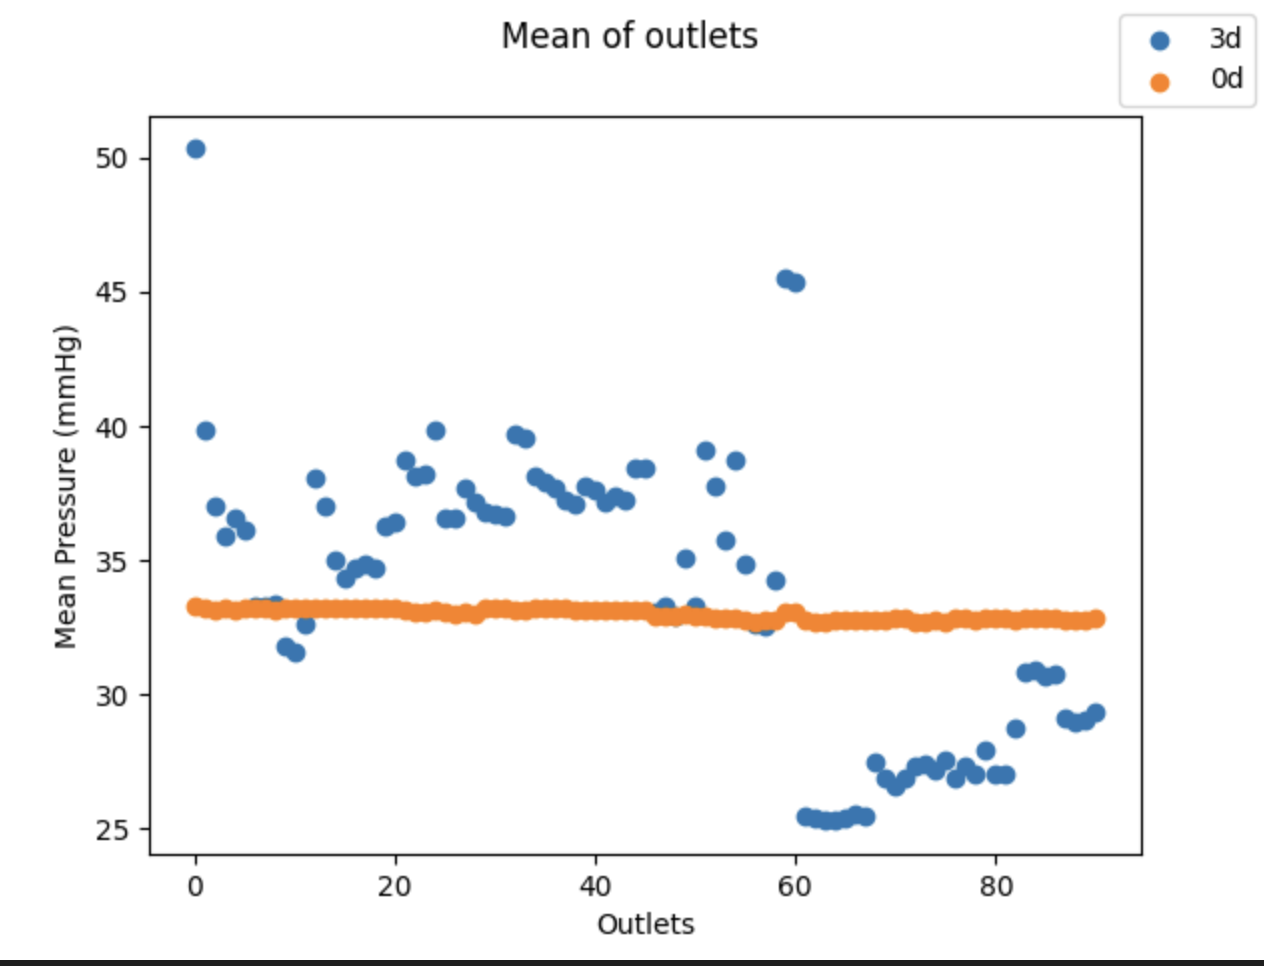 Mean of outlets
3d
0d
50
45
40
35
30
25
Mean Pressure (mmHg)
0 20 40 60 80
Outlets